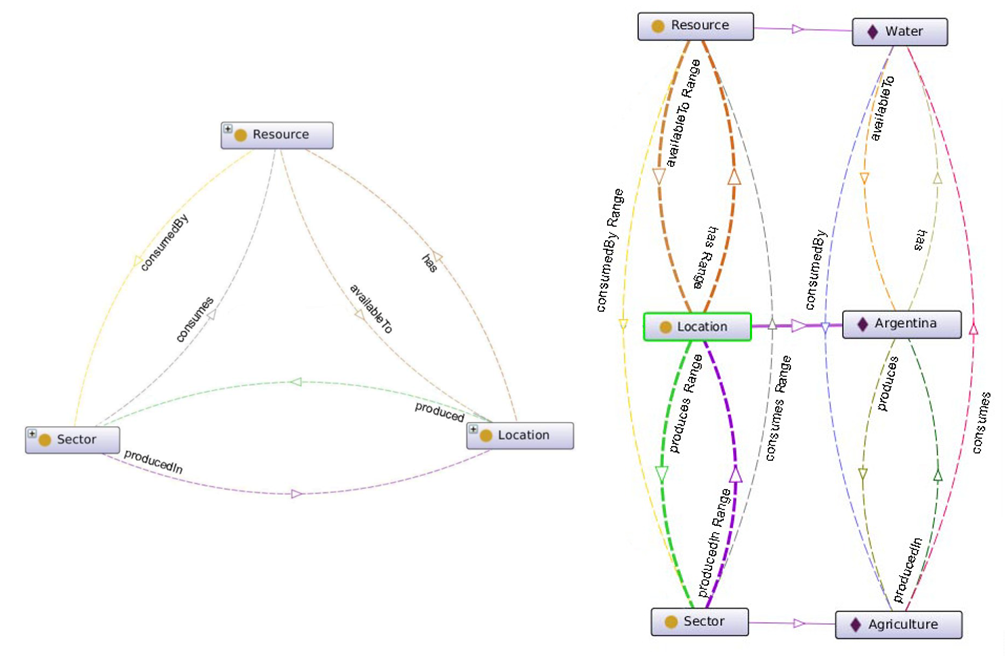 Resource
consumedBy
consumes
availableTo
has
produced
Sector
producedIn
Location
Resource
Water
availableTo Range
availableTo
consumedBy Range
has Range
consumedBy
has
Location
Argentina
produces Range
consumes Range
produces
consumes
producedIn Range
producedIn
Sector
Agriculture